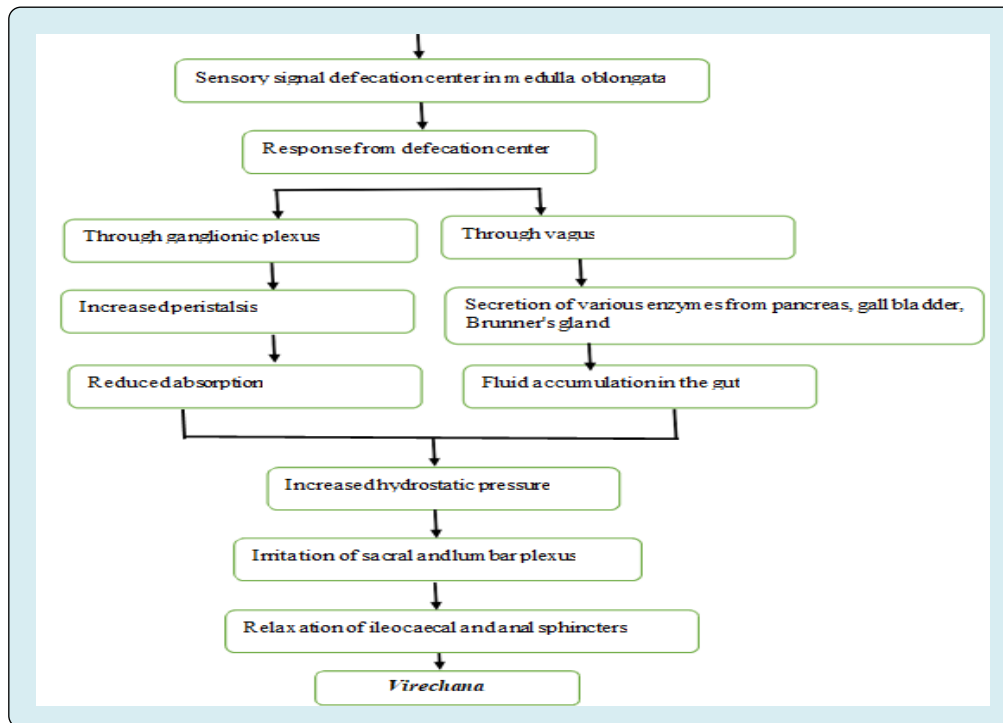 Sensory signal defecation center in medulla oblongata
Response from defecation center
Through ganglionic plexus
Through vagus
Increased peristalsis
Secretion of various enzymes from pancreas, gall bladder,
Brunner's gland
Reduced absorption
Fluid accumulation in the gut
Increased hydrostatic pressure
Irritation of sacral and lumbar plexus
Relaxation of ileocaecal and anal sphincters
Virechana